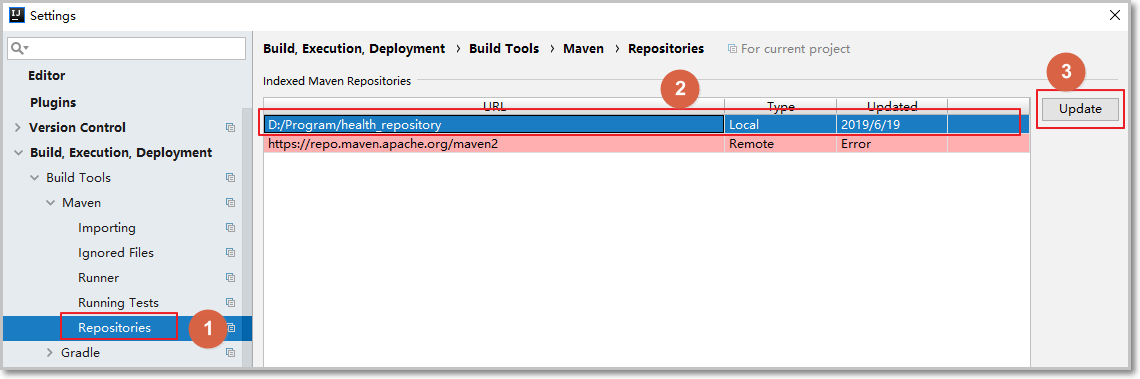 Settings
Build, Execution, Deployment › Build Tools › Maven › Repositories For current project
Editor
Plugins
Version Control
Build, Execution, Deployment
Build Tools
Maven
Importing
Ignored Files
Runner
Running Tests
Repositories
Gradle
1
Indexed Maven Repositories
2
3
URL Type Updated
D:/Program/health_repository Local 2019/6/19
https://repo.maven.apache.org/maven2 Remote Error
Update